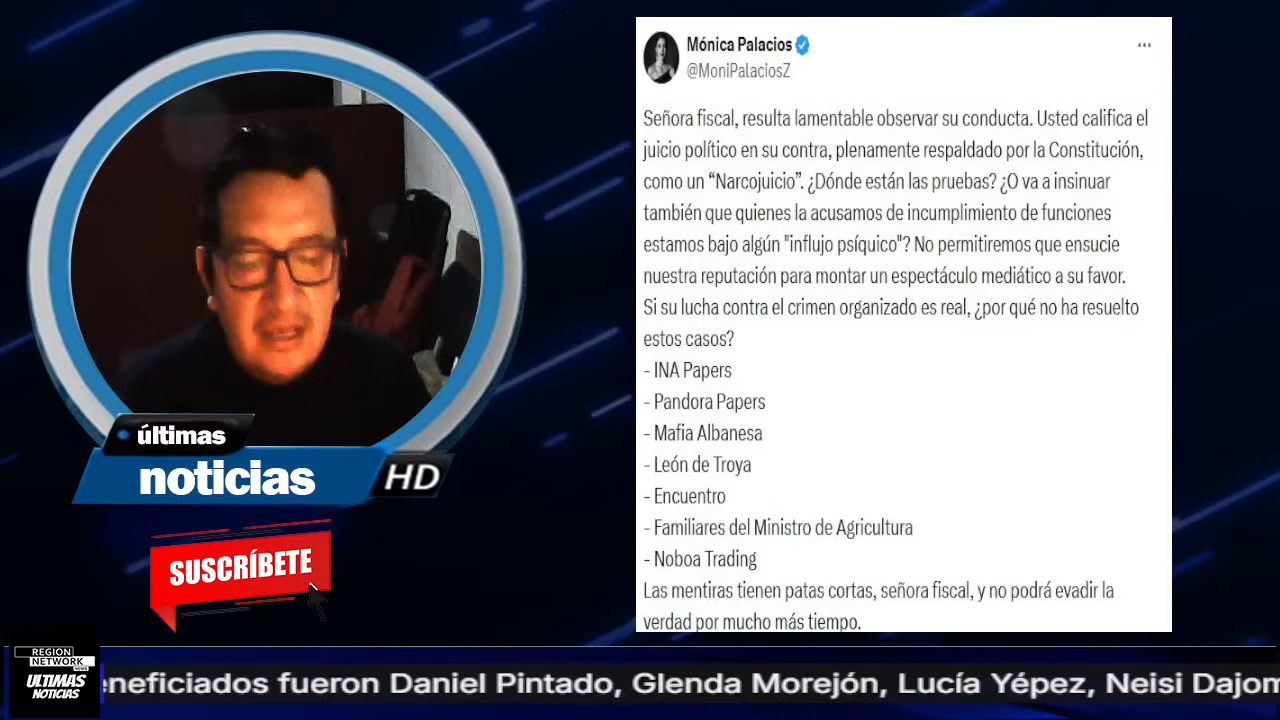 Mónica Palacios
@MoniPalaciosZ
Señora fiscal, resulta lamentable observar su conducta. Usted califica el
juicio político en su contra, plenamente respaldado por la Constitución,
como un “Narcojuicio”. ¿Dónde están las pruebas? ¿O va a insinuar
también que quienes la acusamos de incumplimiento de funciones
estamos bajo algún "influjo psíquico"? No permitiremos que ensucie
nuestra reputación para montar un espectáculo mediático a su favor.
Si su lucha contra el crimen organizado es real, ¿por qué no ha resuelto
estos casos?
- INA Papers
- Pandora Papers
- Mafia Albanesa
- León de Troya
- Encuentro
- Familiares del Ministro de Agricultura
- Noboa Trading
Las mentiras tienen patas cortas, señora fiscal, y no podrá evadir la
verdad por mucho más tiempo.
últimas
noticias HD
SUSCRÍBETE
REGION
NETWORK
NEWS
ULTIMAS
NOTICIAS
eneficiados fueron Daniel Pintado, Glenda Morejón, Lucía Yépez, Neisi Dajom